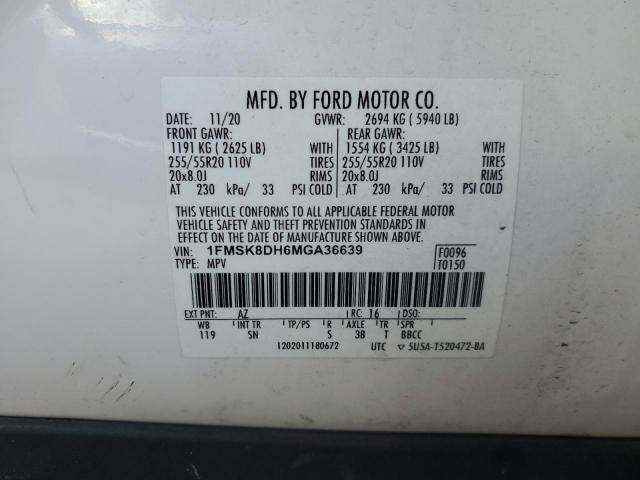 MFD. BY FORD MOTOR CO.
DATE: 11/20 GVWR: 2694 KG ( 5940 LB)
FRONT GAWR: REAR GAWR:
1191 KG ( 2625 LB) WITH 1554 KG ( 3425 LB) WITH
255/55R20 110V TIRES 255/55R20 110V TIRES
20x8.0J RIMS 20x8.0J RIMS
AT 230 kPa/ 33 PSI COLD AT 230 kPa/ 33 PSI COLD
THIS VEHICLE CONFORMS TO ALL APPLICABLE FEDERAL MOTOR
VEHICLE SAFETY AND THEFT PREVENTION STANDARDS IN
EFFECT ON THE DATE OF MANUFACTURE SHOWN ABOVE.
VIN: 1FMSK8DH6MGA36639 F0096
TYPE: MPV T0150
EXT PNT: AZ RC: 16 DSO:
WB INT TR TP/PS R AXLE TR SPR
119 SN S 3B T BBCC
1202011180672 UTC ▽ 5U5A-1520472-BA